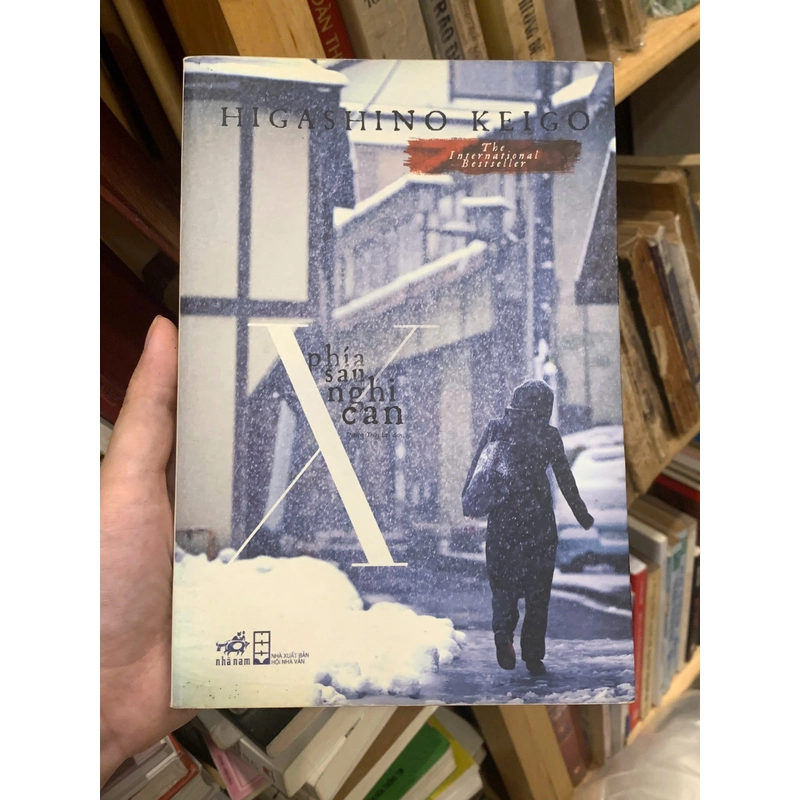 HIGASHINO KEIGO
The
International
Bestseller
X
phía
sau
nghi
can
nhã nam
NHÀ XUẤT BẢN
HỘI NHÀ VĂN